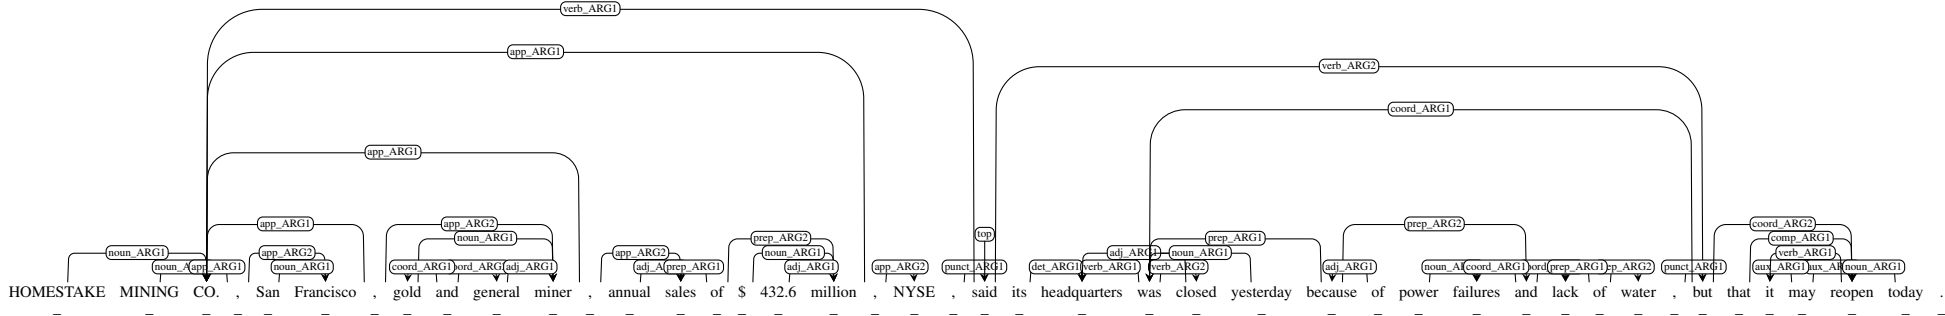 verb_ARG1
app_ARG1
verb_ARG2
coord_ARG1
app_ARG1
app_ARG1 app_ARG2 prep_ARG2 coord_ARG2
noun_ARG1 prep_ARG2 top prep_ARG1 comp_ARG1
noun_ARG1 app_ARG2 app_ARG2 noun_ARG1 noun_ARG1 verb_ARG1
app_ARG1 noun_ARG1 coord_ARG1 adj_ARG1 prep_ARG1 adj_ARG1 app_ARG2 punct_ARG1 det_ARG1 verb_ARG1 verb_ARG2 adj_ARG1 coord_ARG1 prep_ARG1 punct_ARG1 aux_ARG1 noun_ARG1
HOMESTAKE MINING CO. , San Francisco , gold and general miner , annual sales of $ 432.6 million , NYSE , said its headquarters was closed yesterday because of power failures and lack of water , but that it may reopen today .
_ _ _ _ _ _ _ _ _ _ _ _ _ _ _ _ _ _ _ _ _ _ _ _ _ _ _ _ _ _ _ _ _ _ _ _ _ _ _ _ _ _